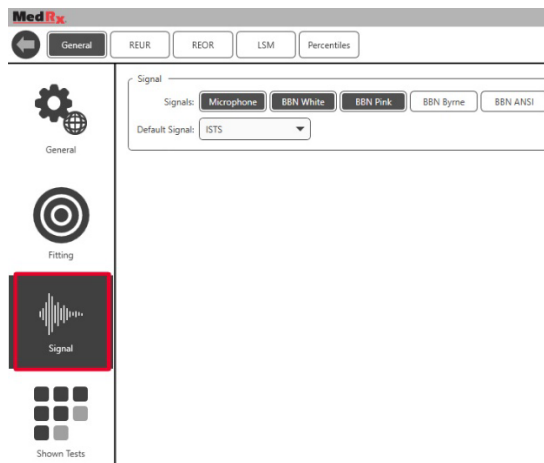 MedRx
General REUR REOR LSM Percentiles
Signal
Signals: Microphone BBN White BBN Pink BBN Byrne BBN ANSI
Default Signal: ISTS
General
Fitting
Signal
Shown Tests